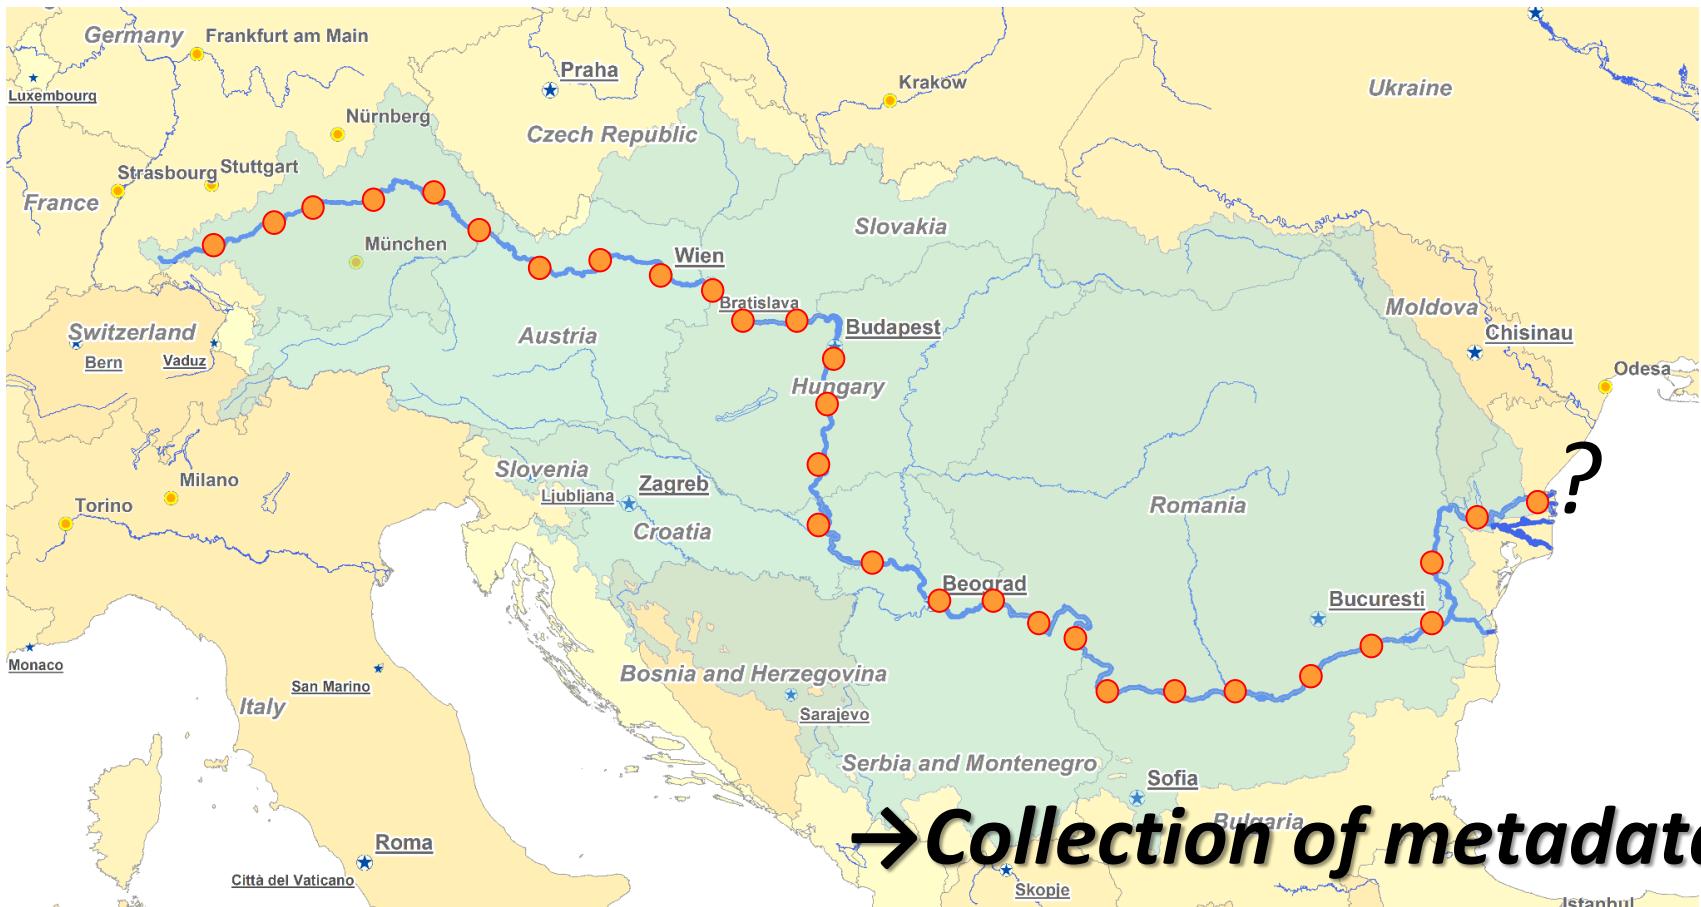 Germany
Frankfurt am Main
Praha
Krakow
Ukraine
Luxembourg
Nürnberg
Czech Republic
Strasbourg
Stuttgart
France
Slovakia
München
Wien
Bratislava
Moldova
Switzerland
Austria
Budapest
Chisinau
Bern
Vaduz
Odesa
Hungary
Slovenia
Milano
Zagreb
Ljubljana
?
Torino
Romania
Croatia
Beograd
Bucuresti
Monaco
San Marino
Bosnia and Herzegovina
Italy
Sarajevo
Serbia and Montenegro
Sofia
Bulgaria
→Collection of metadata
Roma
Città del Vaticano
Skopje
Istanbul